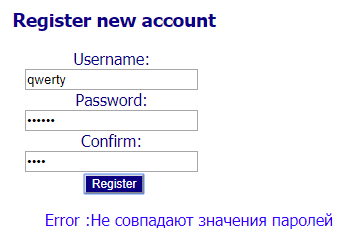 Register new account
Username:
qwerty
Password:
••••••
Confirm:
••••
Register
Error :Не совпадают значения паролей